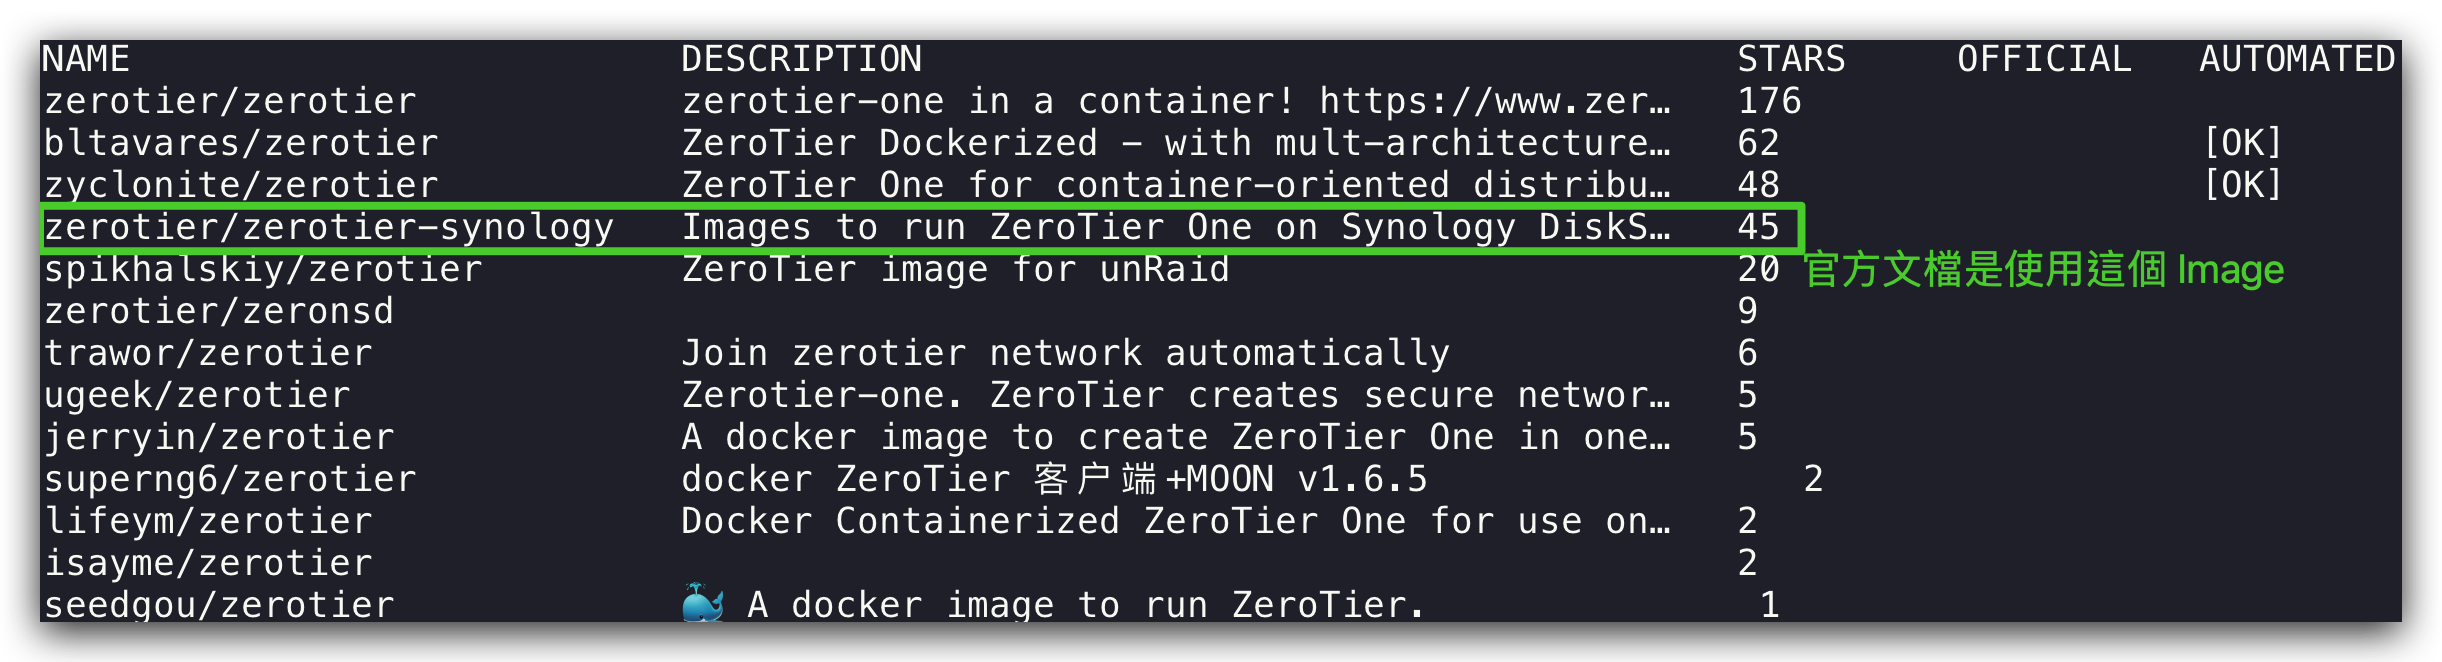 NAME DESCRIPTION STARS OFFICIAL AUTOMATED
zerotier/zerotier zerotier-one in a container! https://www.zer… 176
bltavares/zerotier ZeroTier Dockerized - with mult-architecture… 62 [OK]
zyclonite/zerotier ZeroTier One for container-oriented distribu… 48 [OK]
zerotier/zerotier-synology Images to run ZeroTier One on Synology DiskS… 45
spikhalskiy/zerotier ZeroTier image for unRaid 20 官方文檔是使用這個 Image
zerotier/zeronsd 9
trawor/zerotier Join zerotier network automatically 6
ugeek/zerotier Zerotier-one. ZeroTier creates secure networ… 5
jerryin/zerotier A docker image to create ZeroTier One in one… 5
superng6/zerotier docker ZeroTier 客户端+MOON v1.6.5 2
lifeym/zerotier Docker Containerized ZeroTier One for use on… 2
isayme/zerotier 2
seedgou/zerotier 🐳 A docker image to run ZeroTier. 1